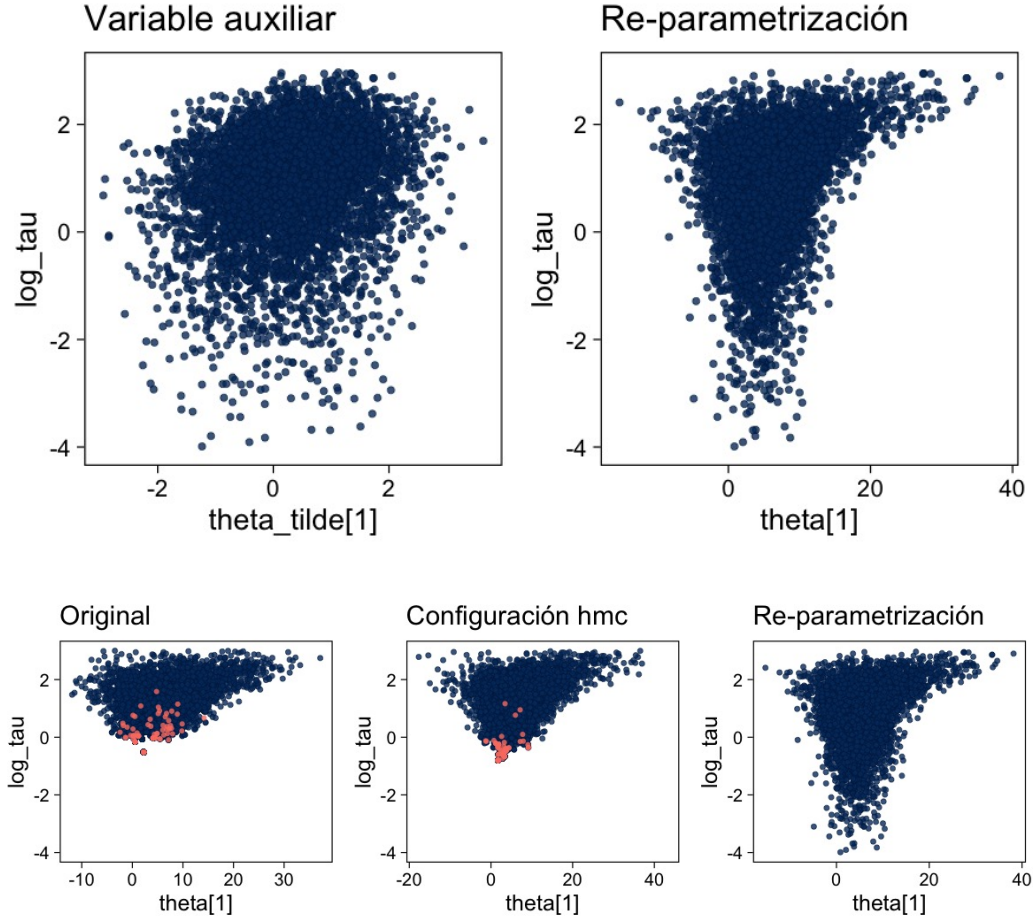 Variable auxiliar
Re-parametrización
log_tau
2
0
-2
-4
-2
0
2
theta_tilde[1]
log_tau
2
0
-2
-4
0
20
40
theta[1]
Original
Configuración hmc
Re-parametrización
log_tau
2
0
-2
-4
-10
0
10
20
30
theta[1]
log_tau
2
0
-2
-4
-20
0
20
40
theta[1]
log_tau
2
0
-2
-4
0
20
40
theta[1]